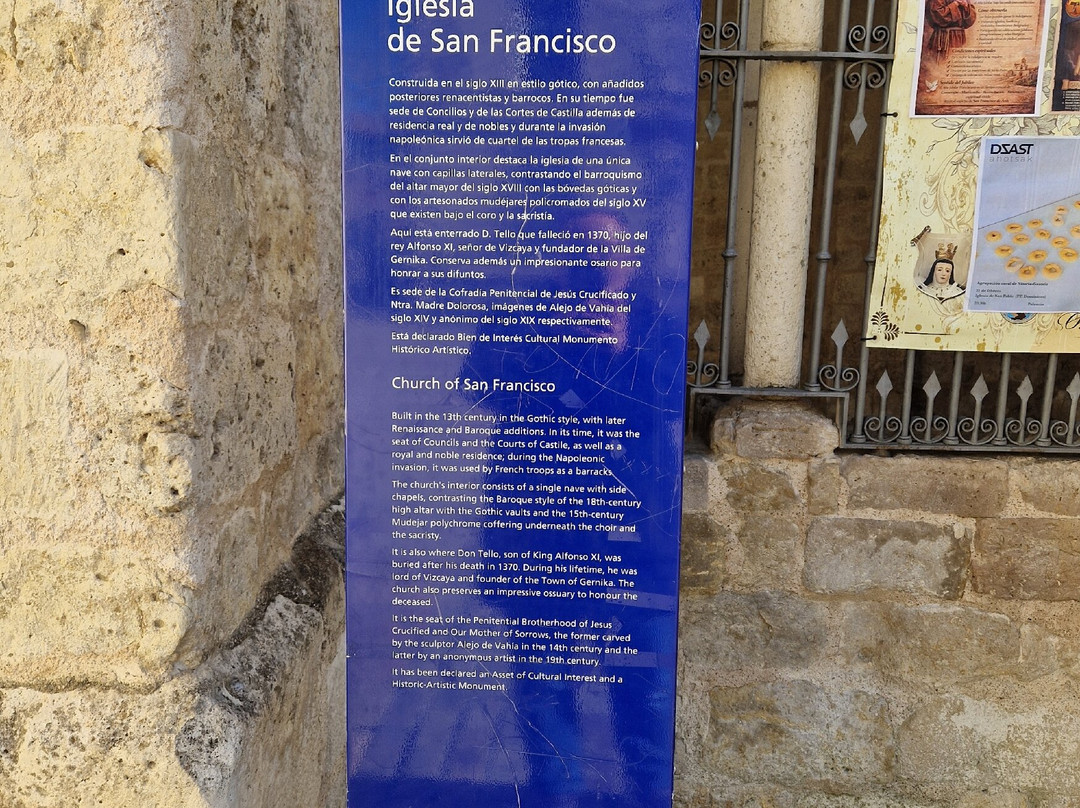 Iglesia
de San Francisco
Construida en el siglo XIII en estilo gótico, con añadidos
posteriores renacentistas y barrocos. En su tiempo fue
sede de Concilios y de las Cortes de Castilla además de
residencia real y de nobles y durante la invasión
napoleónica sirvió de cuartel de las tropas francesas.
En el conjunto interior destaca la iglesia de una única
nave con capillas laterales, contrastando el barroquismo
del altar mayor del siglo XVIII con las bóvedas góticas y
con los artesonados mudéjares policromados del siglo XV
que existen bajo el coro y la sacristía.
Aquí está enterrado D. Tello que falleció en 1370, hijo del
rey Alfonso XI, señor de Vizcaya y fundador de la Villa de
Gernika. Conserva además un impresionante osario para
honrar a sus difuntos.
Es sede de la Cofradía Penitencial de Jesús Crucificado y
Ntra. Madre Dolorosa, imágenes de Alejo de Vahía del
siglo XIV y anónimo del siglo XIX respectivamente.
Está declarado Bien de Interés Cultural Monumento
Histórico Artístico.
Church of San Francisco
Built in the 13th century in the Gothic style, with later
Renaissance and Baroque additions. In its time, it was the
seat of Councils and the Courts of Castile, as well as a
royal and noble residence; during the Napoleonic
invasion, it was used by French troops as a barracks.
The church's interior consists of a single nave with side
chapels, contrasting the Baroque style of the 18th-century
high altar with the Gothic vaults and the 15th-century
Mudejar polychrome coffering underneath the choir and
the sacristy.
It is also where Don Tello, son of King Alfonso XI, was
buried after his death in 1370. During his lifetime, he was
lord of Vizcaya and founder of the Town of Gernika. The
church also preserves an impressive ossuary to honour the
deceased.
It is the seat of the Penitential Brotherhood of Jesus
Crucified and Our Mother of Sorrows, the former carved
by the sculptor Alejo de Vahía in the 14th century and the
latter by an anonymous artist in the 19th century.
It has been declared an Asset of Cultural Interest and a
Historic-Artistic Monument.
DZAST
ahotsak